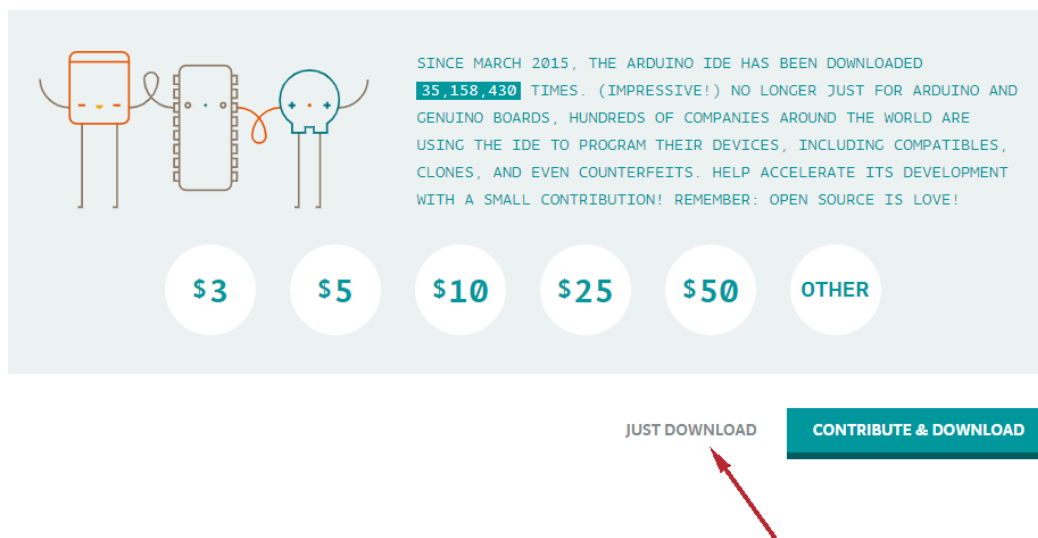 SINCE MARCH 2015, THE ARDUINO IDE HAS BEEN DOWNLOADED
35,158,430 TIMES. (IMPRESSIVE!) NO LONGER JUST FOR ARDUINO AND
GENUINO BOARDS, HUNDREDS OF COMPANIES AROUND THE WORLD ARE
USING THE IDE TO PROGRAM THEIR DEVICES, INCLUDING COMPATIBLES,
CLONES, AND EVEN COUNTERFEITS. HELP ACCELERATE ITS DEVELOPMENT
WITH A SMALL CONTRIBUTION! REMEMBER: OPEN SOURCE IS LOVE!
$3 $5 $10 $25 $50 OTHER
JUST DOWNLOAD CONTRIBUTE & DOWNLOAD